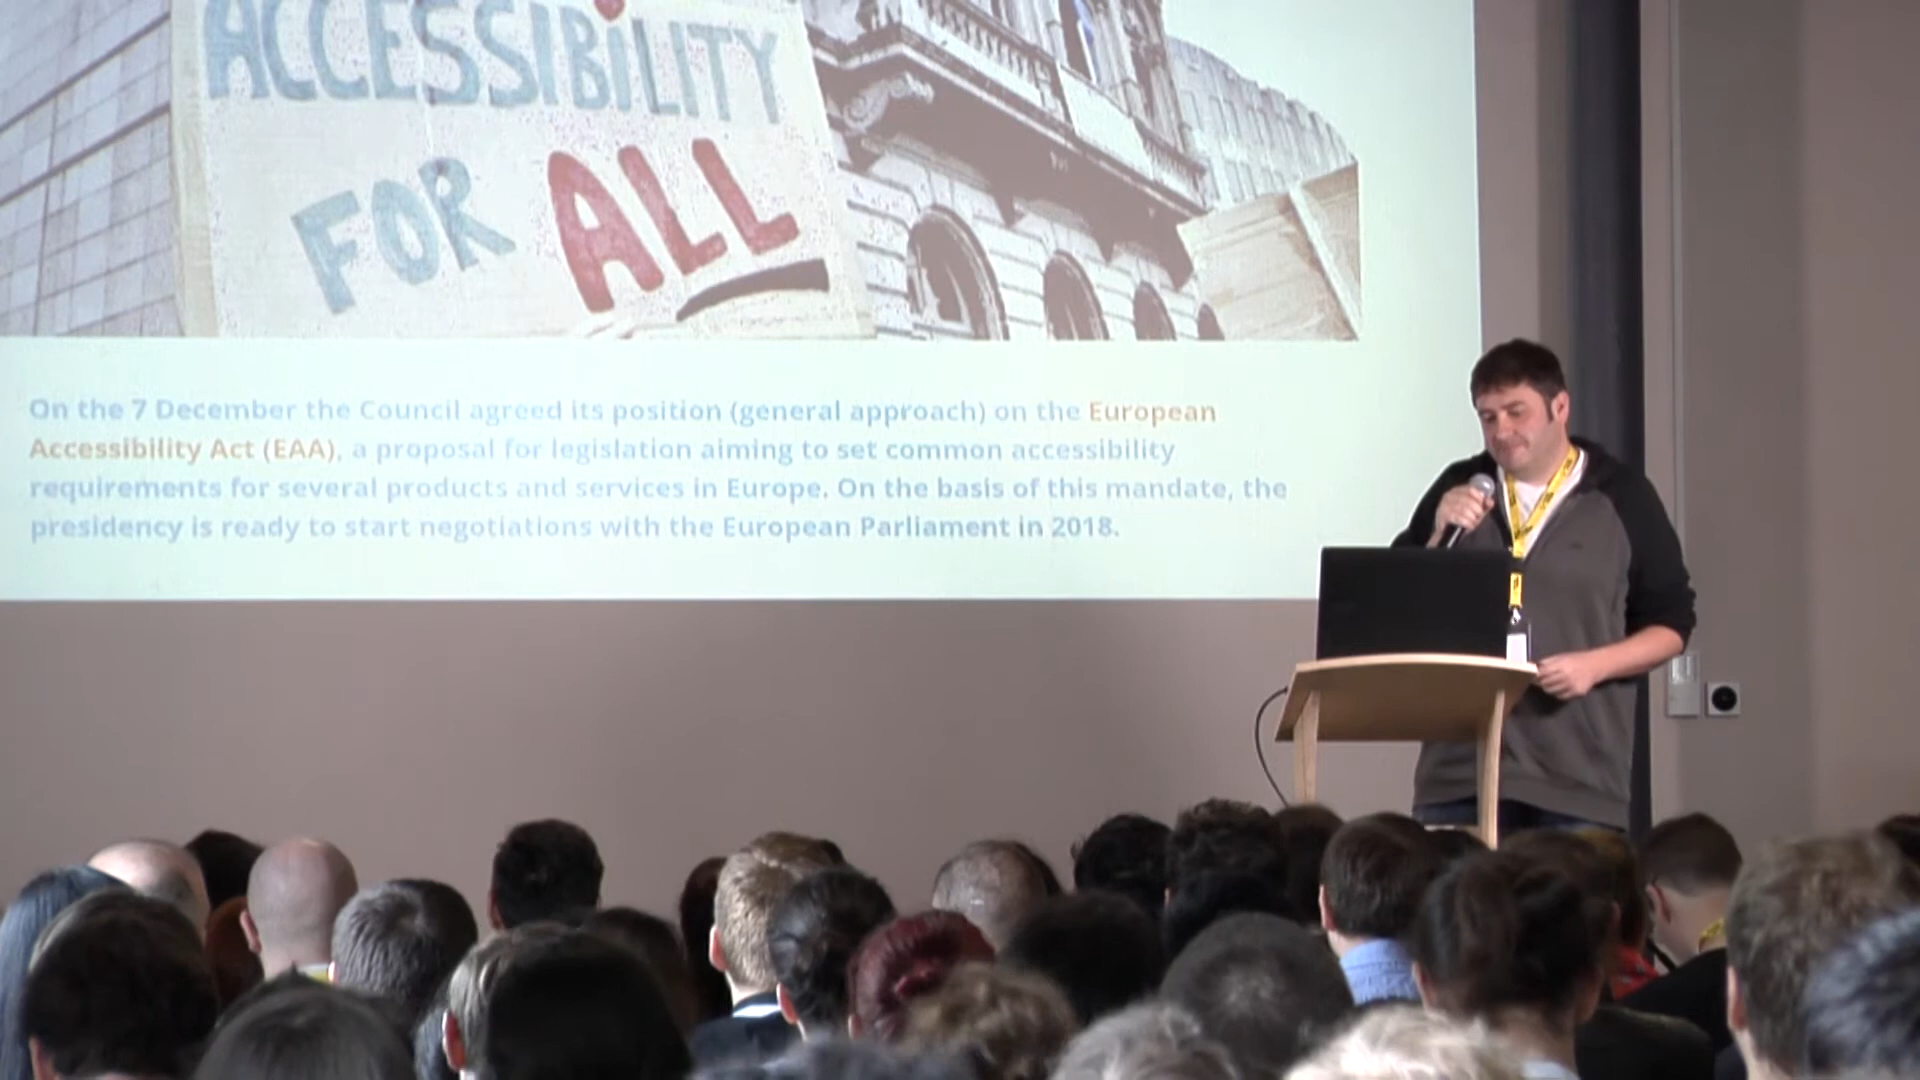 ACCESSIBILITY
FOR ALL
On the 7 December the Council agreed its position (general approach) on the European
Accessibility Act (EAA), a proposal for legislation aiming to set common accessibility
requirements for several products and services in Europe. On the basis of this mandate, the
presidency is ready to start negotiations with the European Parliament in 2018.